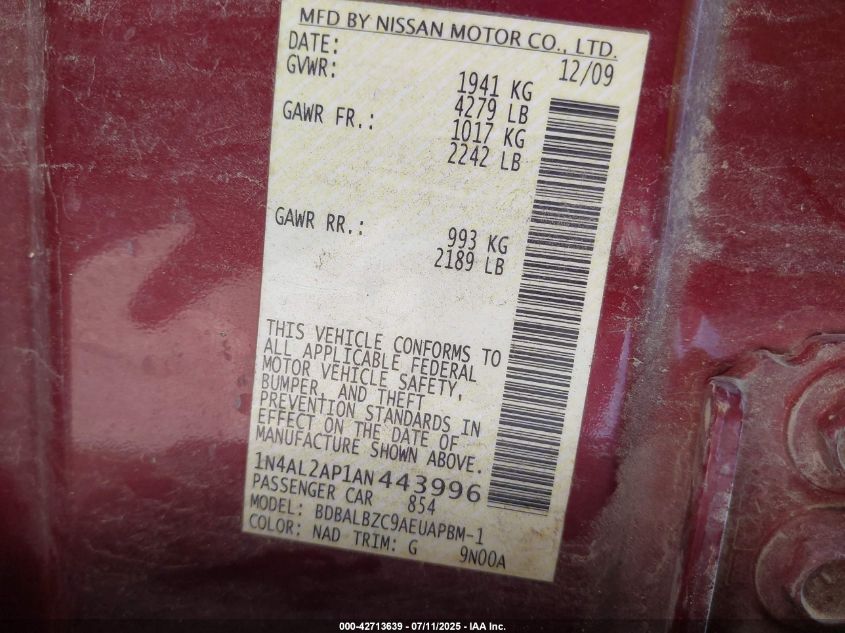 MFD BY NISSAN MOTOR CO., LTD.
DATE: 12/09
GVWR: 1941 KG
4279 LB
GAWR FR.: 1017 KG
2242 LB
GAWR RR.: 993 KG
2189 LB
THIS VEHICLE CONFORMS TO
ALL APPLICABLE FEDERAL
MOTOR VEHICLE SAFETY,
BUMPER, AND THEFT
PREVENTION STANDARDS IN
EFFECT ON THE DATE OF
MANUFACTURE SHOWN ABOVE.
1N4AL2AP1AN443996
PASSENGER CAR 854
MODEL: BDBALBZC9AEUAPBM-1
COLOR: NAD TRIM: G 9N00A
000-42713639 - 07/11/2025 - IAA Inc.